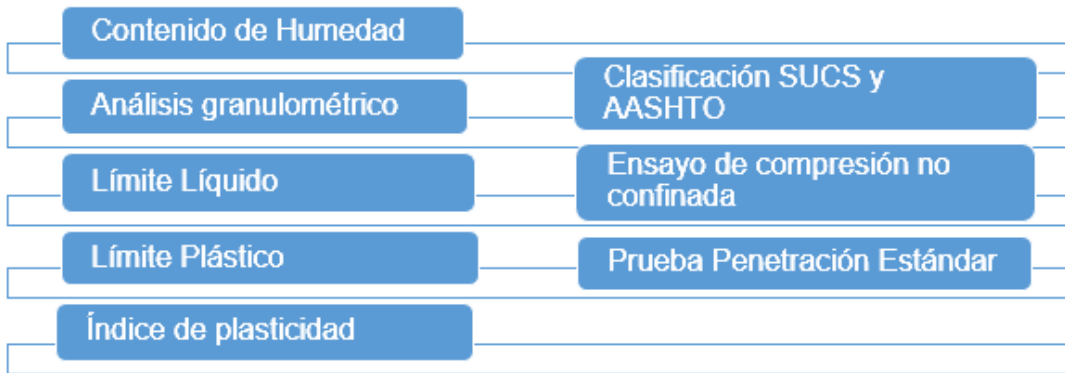 Contenido de Humedad
Análisis granulométrico
Límite Líquido
Límite Plástico
Índice de plasticidad
Clasificación SUCS y
AASHTO
Ensayo de compresión no
confinada
Prueba Penetración Estándar